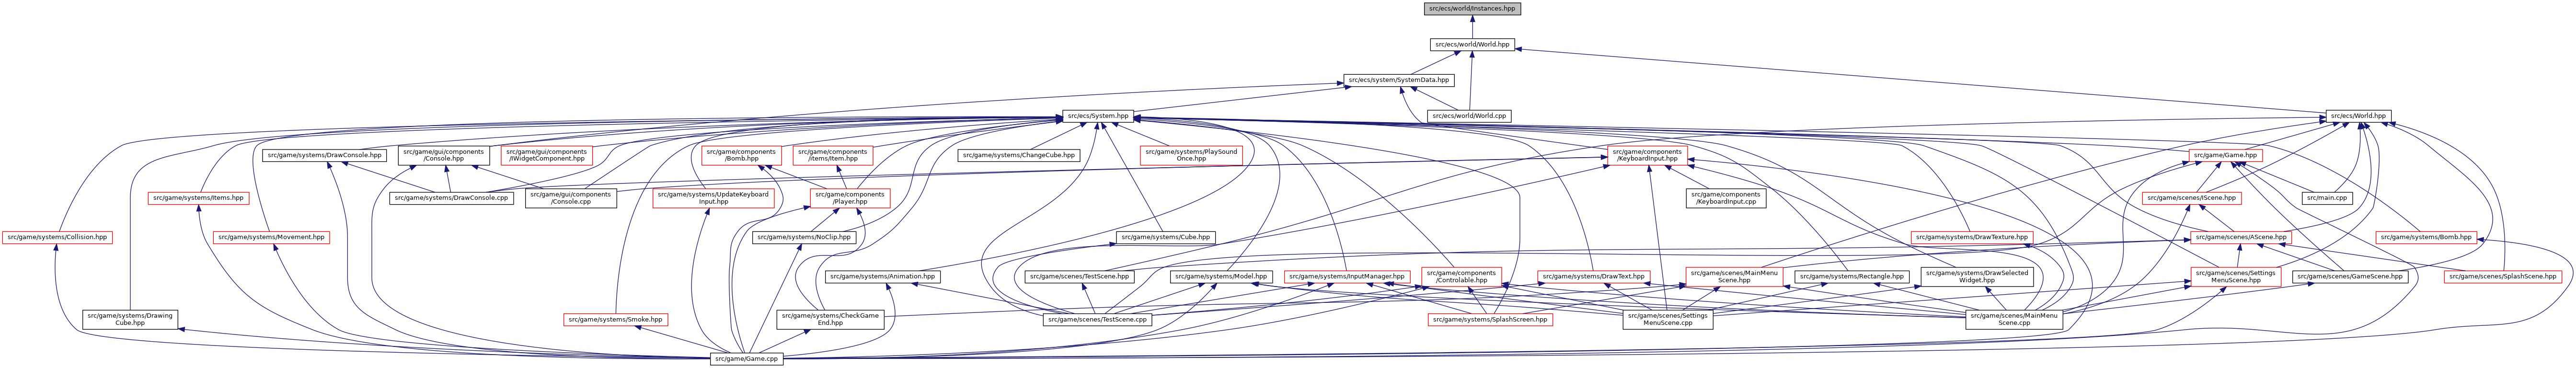 src/ecs/world/Instances.hpp
src/ecs/world/World.hpp
src/ecs/system/SystemData.hpp
src/ecs/System.hpp
src/ecs/world/World.cpp
src/ecs/World.hpp
src/game/systems/DrawConsole.hpp
src/game/gui/components
/Console.hpp
src/game/gui/components
/IWidgetComponent.hpp
src/game/components
/Bomb.hpp
src/game/components
/items/Item.hpp
src/game/systems/ChangeCube.hpp
src/game/systems/PlaySound
Once.hpp
src/game/components
/KeyboardInput.hpp
src/game/Game.hpp
src/game/systems/Items.hpp
src/game/systems/DrawConsole.cpp
src/game/gui/components
/Console.cpp
src/game/systems/UpdateKeyboard
Input.hpp
src/game/components
/Player.hpp
src/game/components
/KeyboardInput.cpp
src/game/scenes/IScene.hpp
src/main.cpp
src/game/systems/Collision.hpp
src/game/systems/Movement.hpp
src/game/systems/NoClip.hpp
src/game/systems/Cube.hpp
src/game/systems/DrawTexture.hpp
src/game/scenes/AScene.hpp
src/game/systems/Bomb.hpp
src/game/systems/Animation.hpp
src/game/scenes/TestScene.hpp
src/game/systems/Model.hpp
src/game/systems/InputManager.hpp
src/game/components
/Controlable.hpp
src/game/systems/DrawText.hpp
src/game/scenes/MainMenu
Scene.hpp
src/game/systems/Rectangle.hpp
src/game/systems/DrawSelected
Widget.hpp
src/game/scenes/Settings
MenuScene.hpp
src/game/scenes/GameScene.hpp
src/game/scenes/SplashScene.hpp
src/game/systems/Drawing
Cube.hpp
src/game/systems/Smoke.hpp
src/game/systems/CheckGame
End.hpp
src/game/scenes/TestScene.cpp
src/game/systems/SplashScreen.hpp
src/game/scenes/Settings
MenuScene.cpp
src/game/scenes/MainMenu
Scene.cpp
src/game/Game.cpp